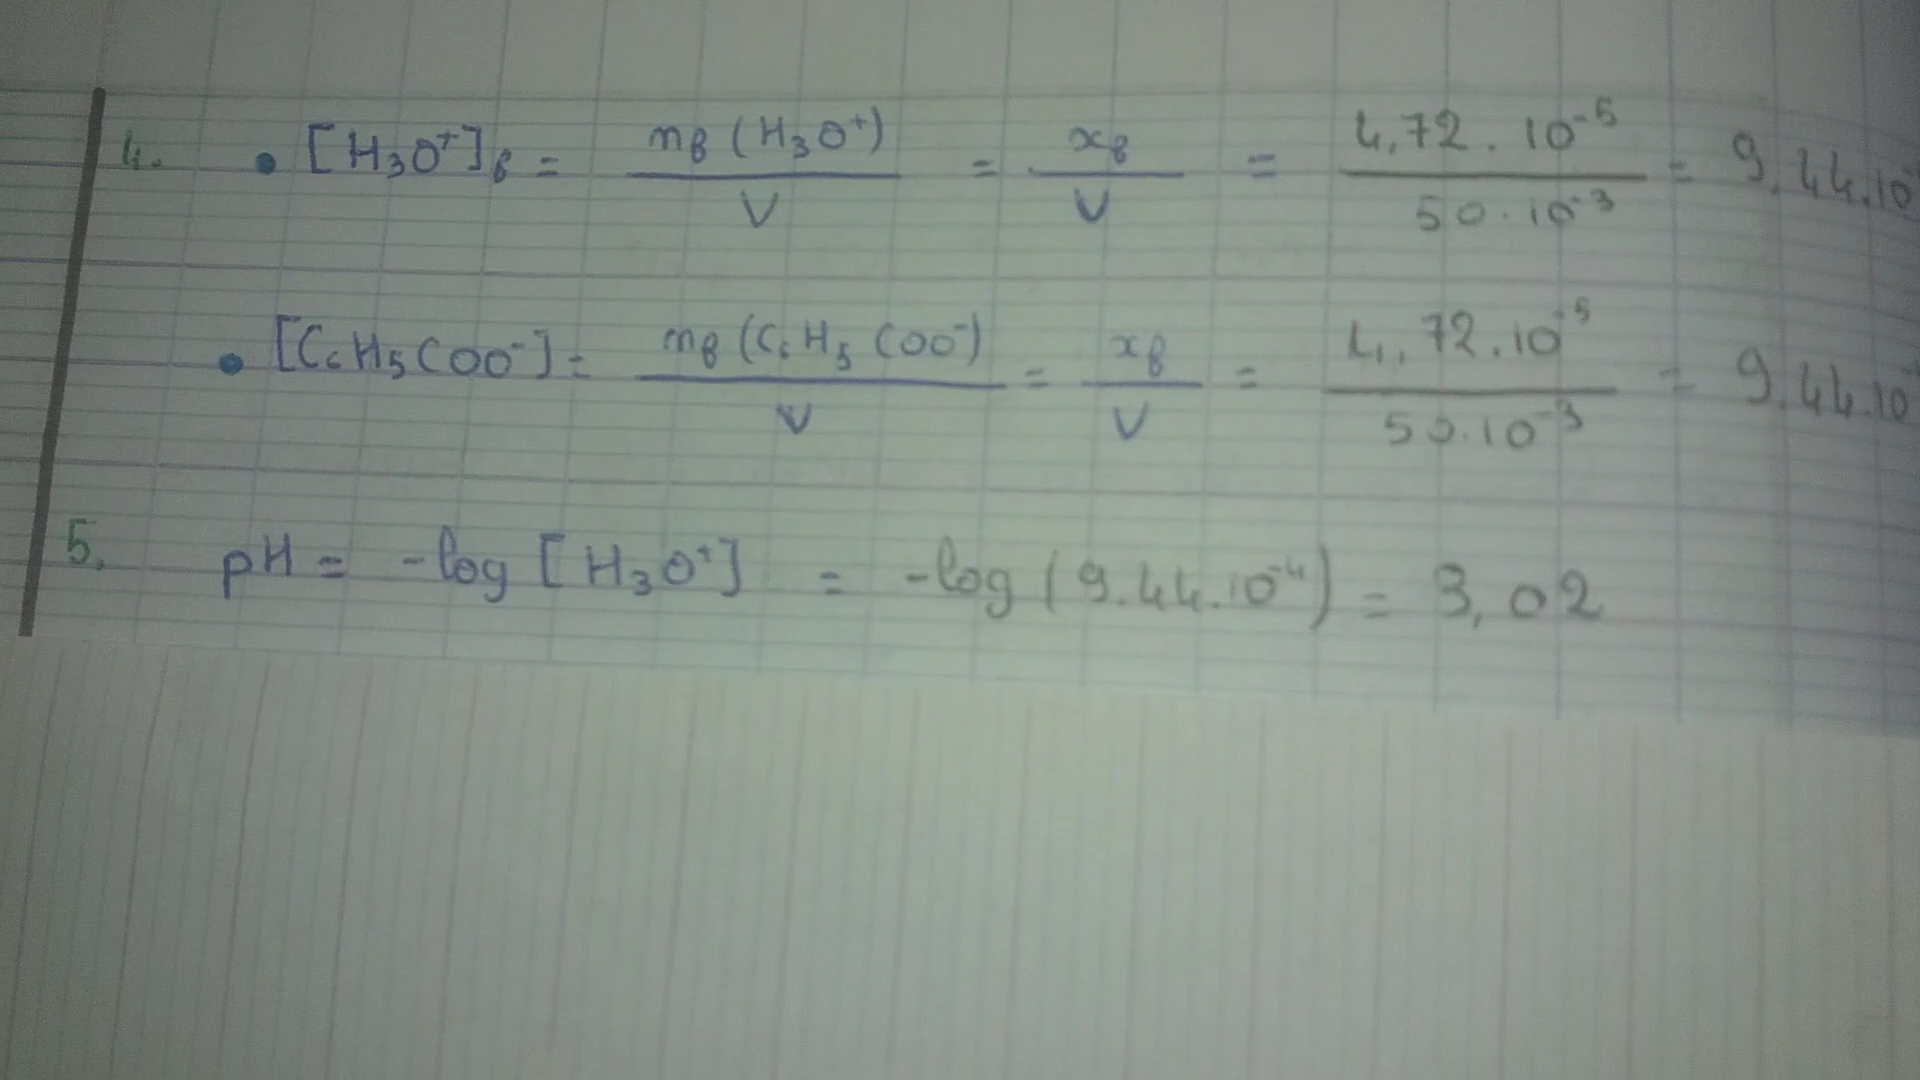 4. • [H₃O⁺]f = nf (H₃O⁺) / V = xf / V = 4,72 . 10⁻⁵ / 50 . 10⁻³ = 9,44.10
• [C₆H₅COO⁻] = nf (C₆H₅COO⁻) / V = xf / V = 4,72.10⁻⁵ / 50.10⁻³ = 9,44.10
5. pH = -log [H₃O⁺] = -log (9.44.10⁻⁴) = 3,02